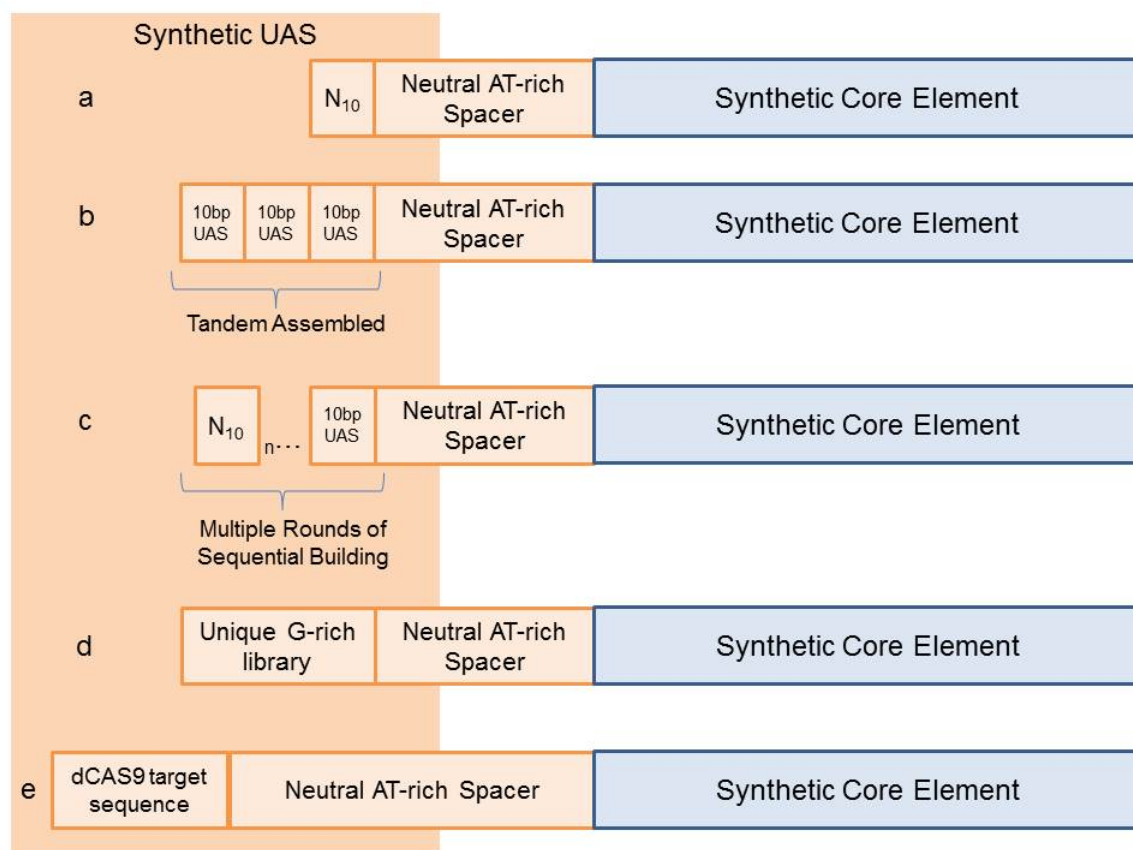 Synthetic UAS
a
N10
Neutral AT-rich
Spacer
Synthetic Core Element
b
10bp
UAS
10bp
UAS
10bp
UAS
Neutral AT-rich
Spacer
Synthetic Core Element
Tandem Assembled
c
N10
n...
10bp
UAS
Neutral AT-rich
Spacer
Synthetic Core Element
Multiple Rounds of
Sequential Building
d
Unique G-rich
library
Neutral AT-rich
Spacer
Synthetic Core Element
e
dCAS9 target
sequence
Neutral AT-rich Spacer
Synthetic Core Element